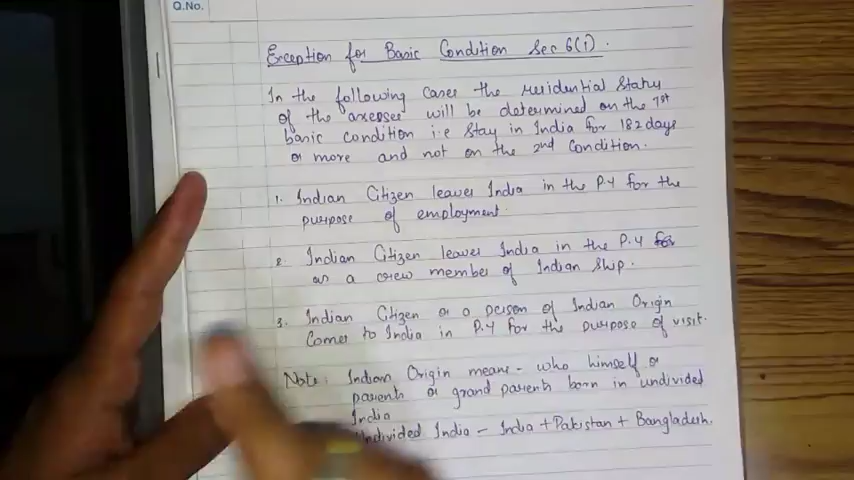 Q.No.
Exception for Basic Condition Sec 6(1).
In the following cases the residential status
of the "axepses" will be determined on the 1st
basic condition i.e stay in India for 182 days
or more and not on the 2nd Condition.
1. Indian Citizen leaves India in the P.Y for the
purpose of employment.
2. Indian Citizen leaves India in the P.Y for
as a crew member of Indian Ship.
3. Indian Citizen or a person of Indian Origin
Comes to India in P.Y for the purpose of visit.
Note: Indian Origin means - who himself or
parents or grand parents born in undivided
India
Undivided India - India + Pakistan + Bangladesh.